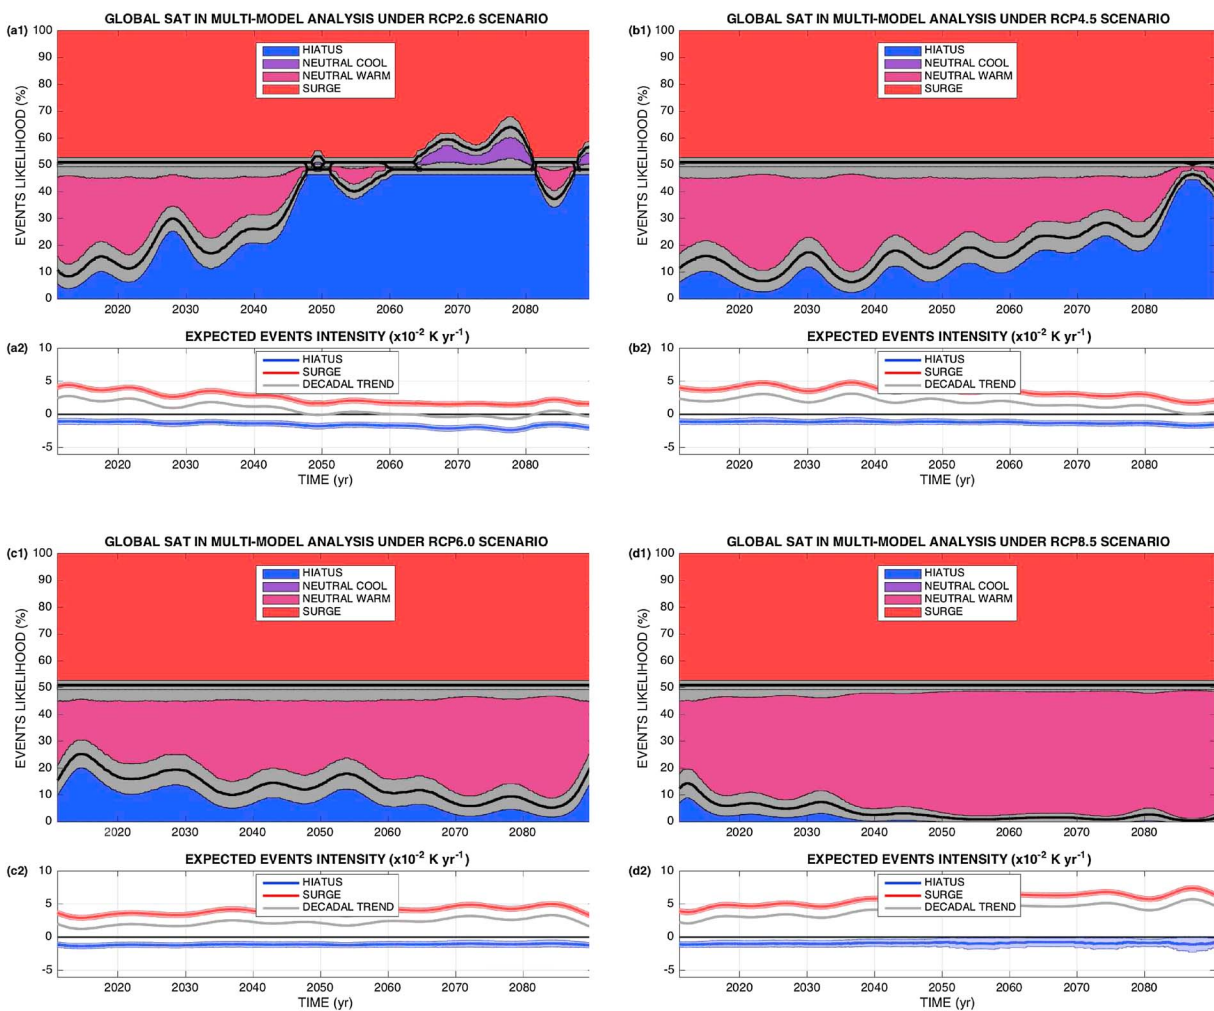 GLOBAL SAT IN MULTI-MODEL ANALYSIS UNDER RCP2.6 SCENARIO
(a1)
100
90
80
70
60
50
40
30
20
10
0
EVENTS LIKELIHOOD (%)
HIATUS
NEUTRAL COOL
NEUTRAL WARM
SURGE
2020 2030 2040 2050 2060 2070 2080
EXPECTED EVENTS INTENSITY (x10⁻² K yr⁻¹)
(a2)
10
5
0
-5
HIATUS
SURGE
DECADAL TREND
2020 2030 2040 2050 2060 2070 2080
TIME (yr)
GLOBAL SAT IN MULTI-MODEL ANALYSIS UNDER RCP4.5 SCENARIO
(b1)
100
90
80
70
60
50
40
30
20
10
0
EVENTS LIKELIHOOD (%)
HIATUS
NEUTRAL COOL
NEUTRAL WARM
SURGE
2020 2030 2040 2050 2060 2070 2080
EXPECTED EVENTS INTENSITY (x10⁻² K yr⁻¹)
(b2)
10
5
0
-5
HIATUS
SURGE
DECADAL TREND
2020 2030 2040 2050 2060 2070 2080
TIME (yr)
GLOBAL SAT IN MULTI-MODEL ANALYSIS UNDER RCP6.0 SCENARIO
(c1)
100
90
80
70
60
50
40
30
20
10
0
EVENTS LIKELIHOOD (%)
HIATUS
NEUTRAL COOL
NEUTRAL WARM
SURGE
2020 2030 2040 2050 2060 2070 2080
EXPECTED EVENTS INTENSITY (x10⁻² K yr⁻¹)
(c2)
10
5
0
-5
HIATUS
SURGE
DECADAL TREND
2020 2030 2040 2050 2060 2070 2080
TIME (yr)
GLOBAL SAT IN MULTI-MODEL ANALYSIS UNDER RCP8.5 SCENARIO
(d1)
100
90
80
70
60
50
40
30
20
10
0
EVENTS LIKELIHOOD (%)
HIATUS
NEUTRAL COOL
NEUTRAL WARM
SURGE
2020 2030 2040 2050 2060 2070 2080
EXPECTED EVENTS INTENSITY (x10⁻² K yr⁻¹)
(d2)
10
5
0
-5
HIATUS
SURGE
DECADAL TREND
2020 2030 2040 2050 2060 2070 2080
TIME (yr)